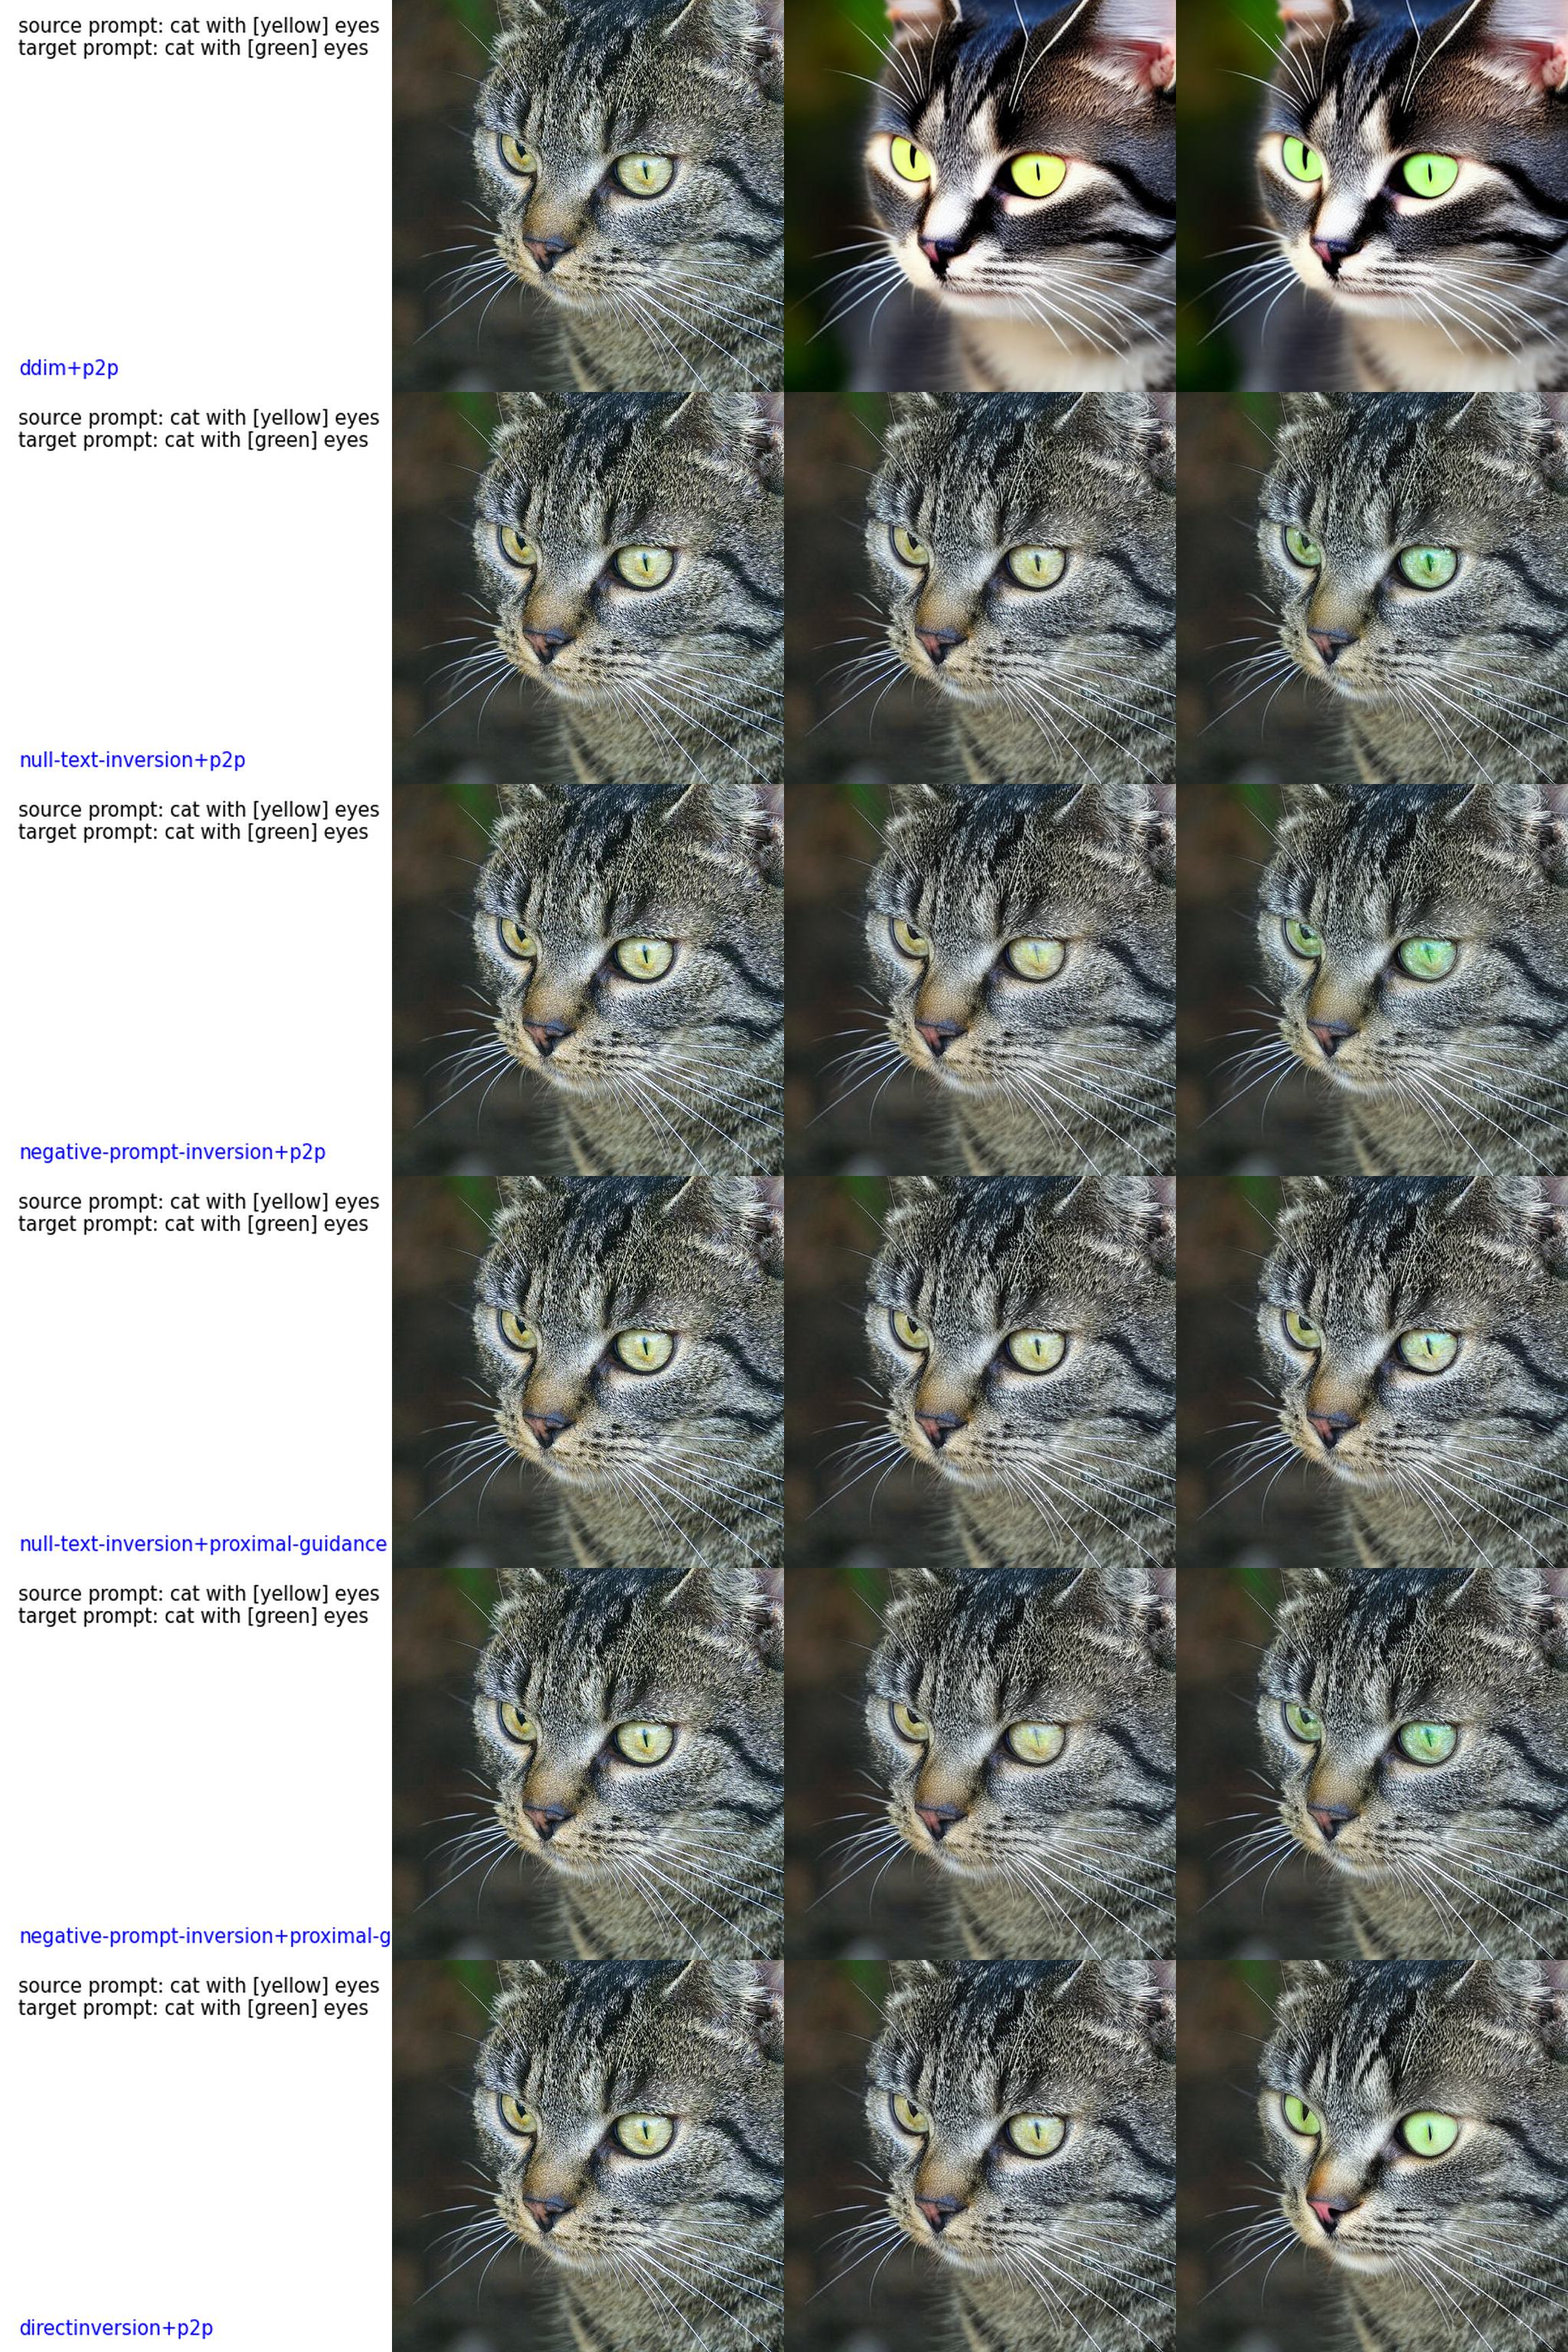 source prompt: cat with [yellow] eyes
target prompt: cat with [green] eyes
ddim+p2p
source prompt: cat with [yellow] eyes
target prompt: cat with [green] eyes
null-text-inversion+p2p
source prompt: cat with [yellow] eyes
target prompt: cat with [green] eyes
negative-prompt-inversion+p2p
source prompt: cat with [yellow] eyes
target prompt: cat with [green] eyes
null-text-inversion+proximal-guidance
source prompt: cat with [yellow] eyes
target prompt: cat with [green] eyes
negative-prompt-inversion+proximal-g
source prompt: cat with [yellow] eyes
target prompt: cat with [green] eyes
directinversion+p2p